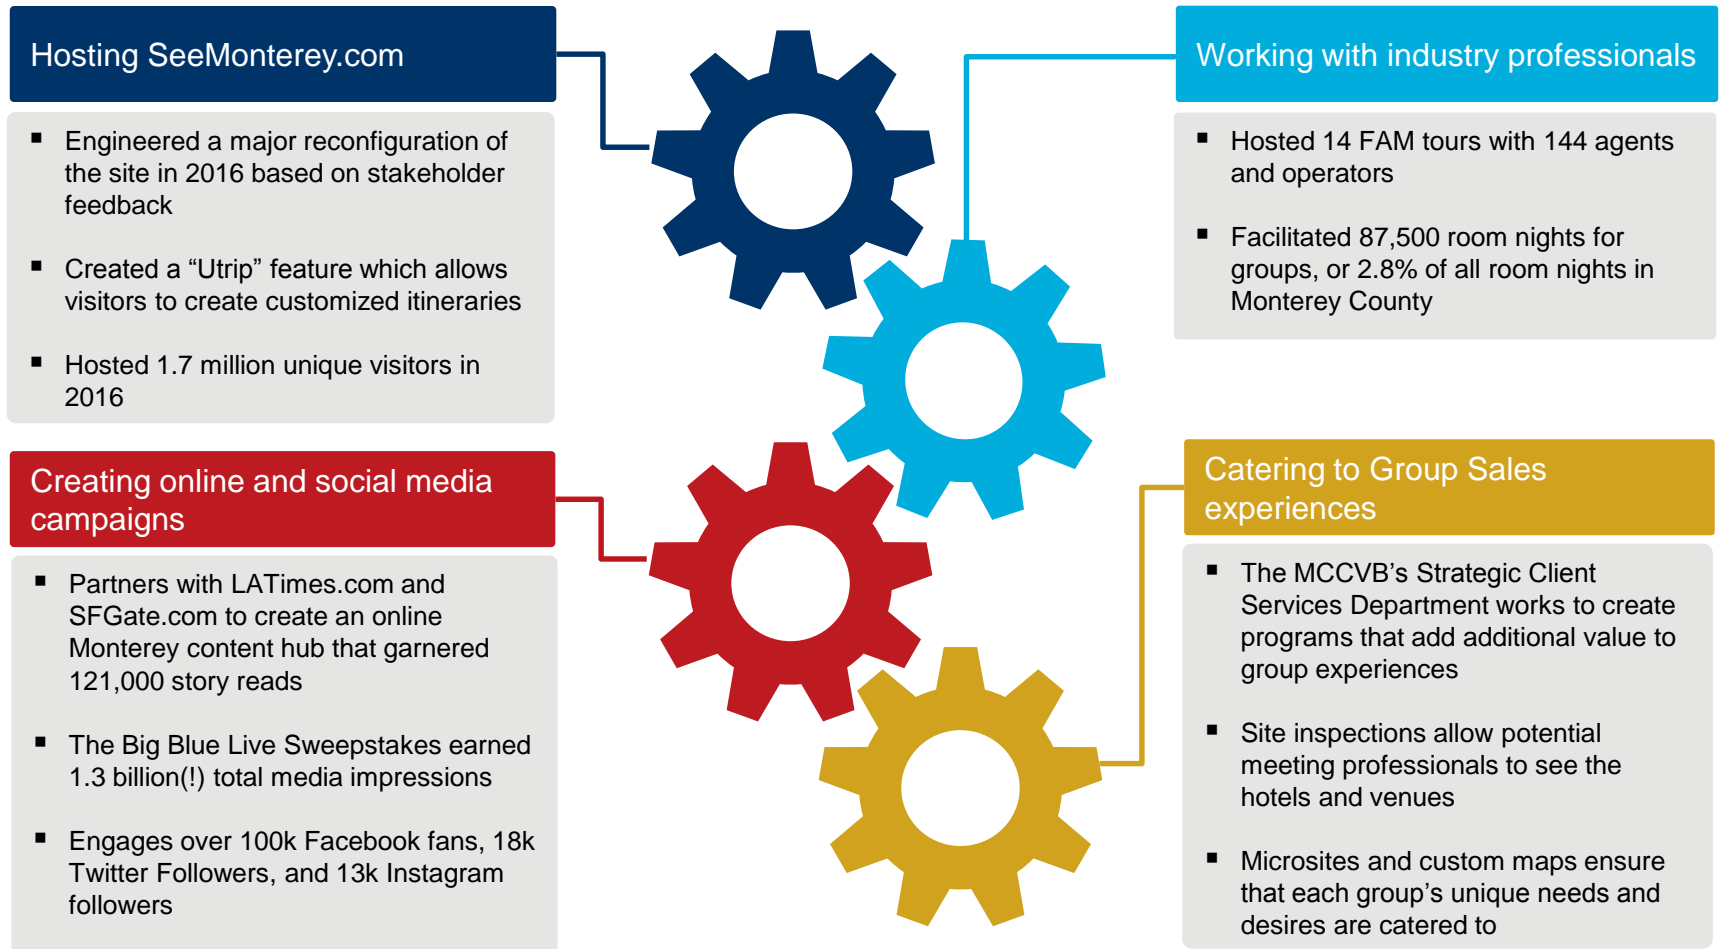 Hosting SeeMonterey.com
▪ Engineered a major reconfiguration of
the site in 2016 based on stakeholder
feedback
▪ Created a “Utrip” feature which allows
visitors to create customized itineraries
▪ Hosted 1.7 million unique visitors in
2016
Working with industry professionals
▪ Hosted 14 FAM tours with 144 agents
and operators
▪ Facilitated 87,500 room nights for
groups, or 2.8% of all room nights in
Monterey County
Creating online and social media
campaigns
▪ Partners with LATimes.com and
SFGate.com to create an online
Monterey content hub that garnered
121,000 story reads
▪ The Big Blue Live Sweepstakes earned
1.3 billion(!) total media impressions
▪ Engages over 100k Facebook fans, 18k
Twitter Followers, and 13k Instagram
followers
Catering to Group Sales
experiences
▪ The MCCVB’s Strategic Client
Services Department works to create
programs that add additional value to
group experiences
▪ Site inspections allow potential
meeting professionals to see the
hotels and venues
▪ Microsites and custom maps ensure
that each group’s unique needs and
desires are catered to